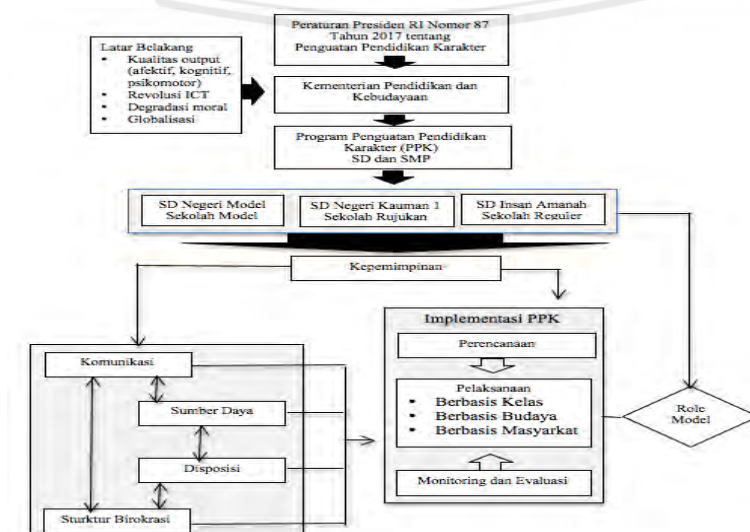 Peraturan Presiden RI Nomor 87
Tahun 2017 tentang
Penguatan Pendidikan Karakter
Latar Belakang
• Kualitas output
(afektif, kognitif,
psikomotor)
• Revolusi ICT
• Degradasi moral
• Globalisasi
Kementerian Pendidikan dan
Kebudayaan
Program Penguatan Pendidikan
Karakter (PPK)
SD dan SMP
SD Negeri Model
Sekolah Model
SD Negeri Kauman 1
Sekolah Rujukan
SD Insan Amanah
Sekolah Reguler
Kepemimpinan
Komunikasi
Sumber Daya
Disposisi
Sturktur Birokrasi
Implementasi PPK
Perencanaan
Pelaksanaan
• Berbasis Kelas
• Berbasis Budaya
• Berbasis Masyarkat
Monitoring dan Evaluasi
Role
Model